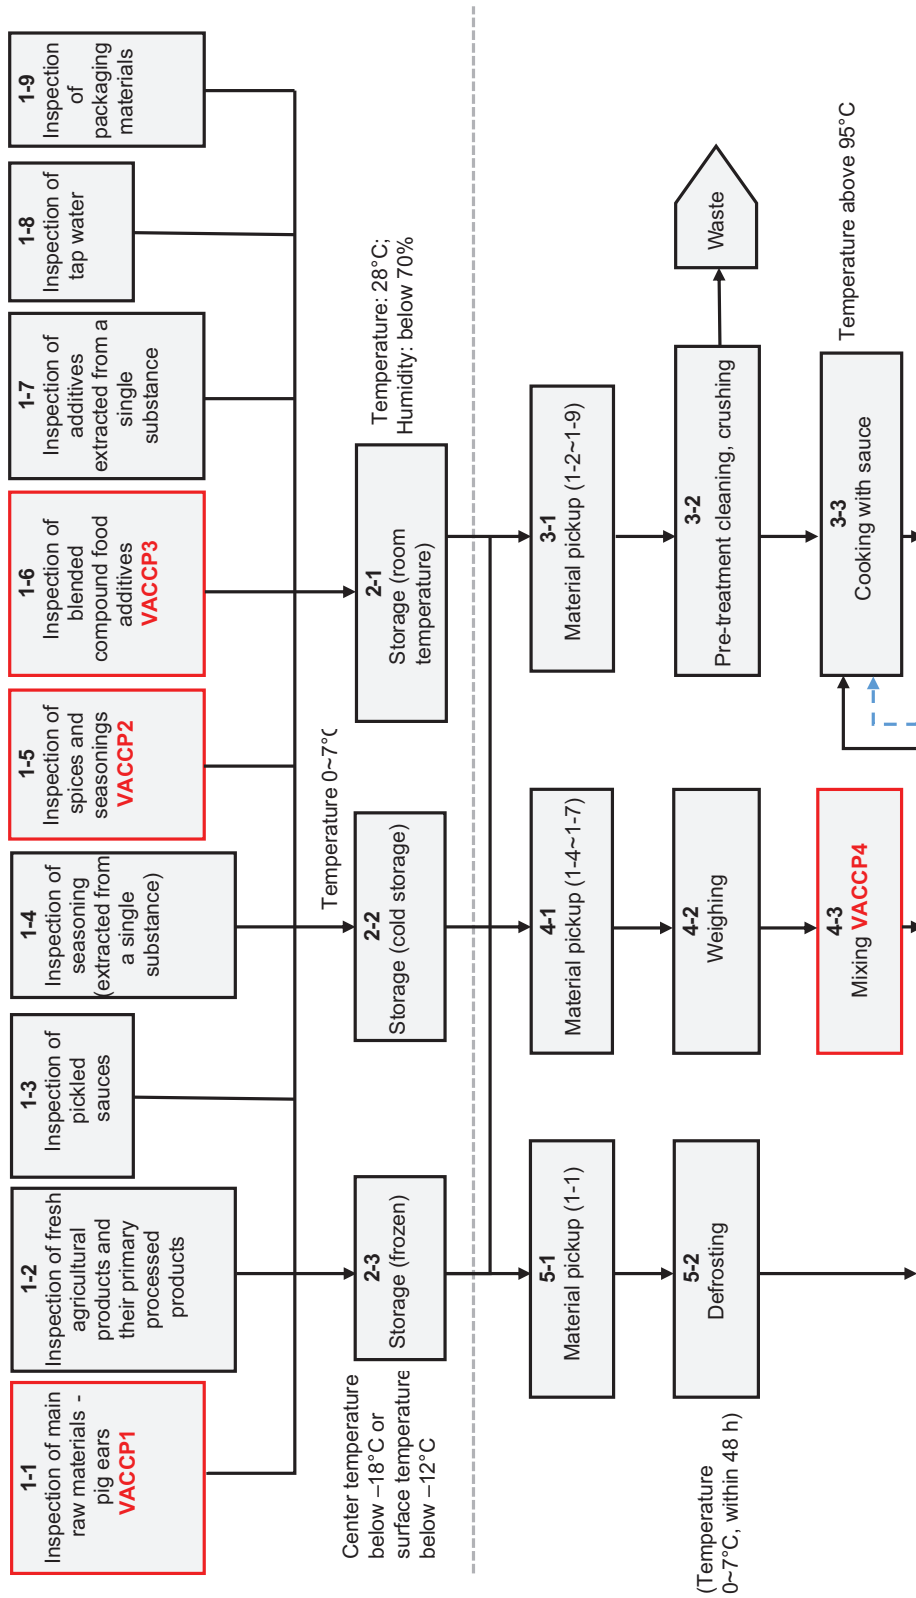 1-1
Inspection of main
raw materials -
pig ears
VACCP1
1-2
Inspection of fresh
agricultural
products and
their primary
processed
products
1-3
Inspection of
pickled
sauces
1-4
Inspection of
seasoning
(extracted from
a single
substance)
1-5
Inspection of
spices and
seasonings
VACCP2
1-6
Inspection of
blended
compound food
additives
VACCP3
1-7
Inspection of
additives
extracted from a
single
substance
1-8
Inspection of
tap water
1-9
Inspection
of
packaging
materials
Center temperature
below –18°C or
surface temperature
below –12°C
2-3
Storage (frozen)
Temperature 0~7°C
2-2
Storage (cold storage)
2-1
Storage (room
temperature)
Temperature: 28°C;
Humidity: below 70%
5-1
Material pickup (1-1)
4-1
Material pickup (1-4~1-7)
3-1
Material pickup (1-2~1-9)
(Temperature
0~7°C, within 48 h)
5-2
Defrosting
4-2
Weighing
3-2
Pre-treatment cleaning, crushing
Waste
4-3
Mixing VACCP4
3-3
Cooking with sauce
Temperature above 95°C